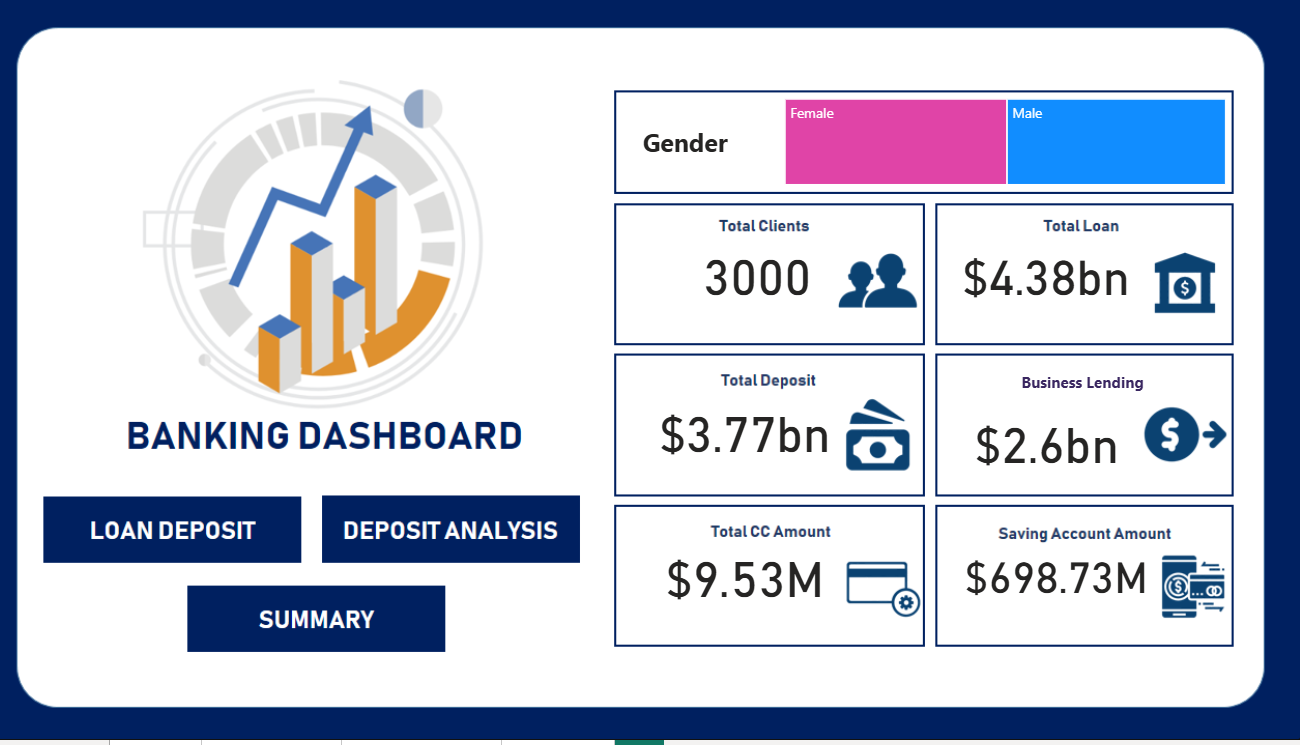 BANKING DASHBOARD
LOAN DEPOSIT
DEPOSIT ANALYSIS
SUMMARY
Gender
Female
Male
Total Clients
3000
Total Loan
$4.38bn
$
Total Deposit
$3.77bn
Business Lending
$2.6bn
$
Total CC Amount
$9.53M
Saving Account Amount
$698.73M
$